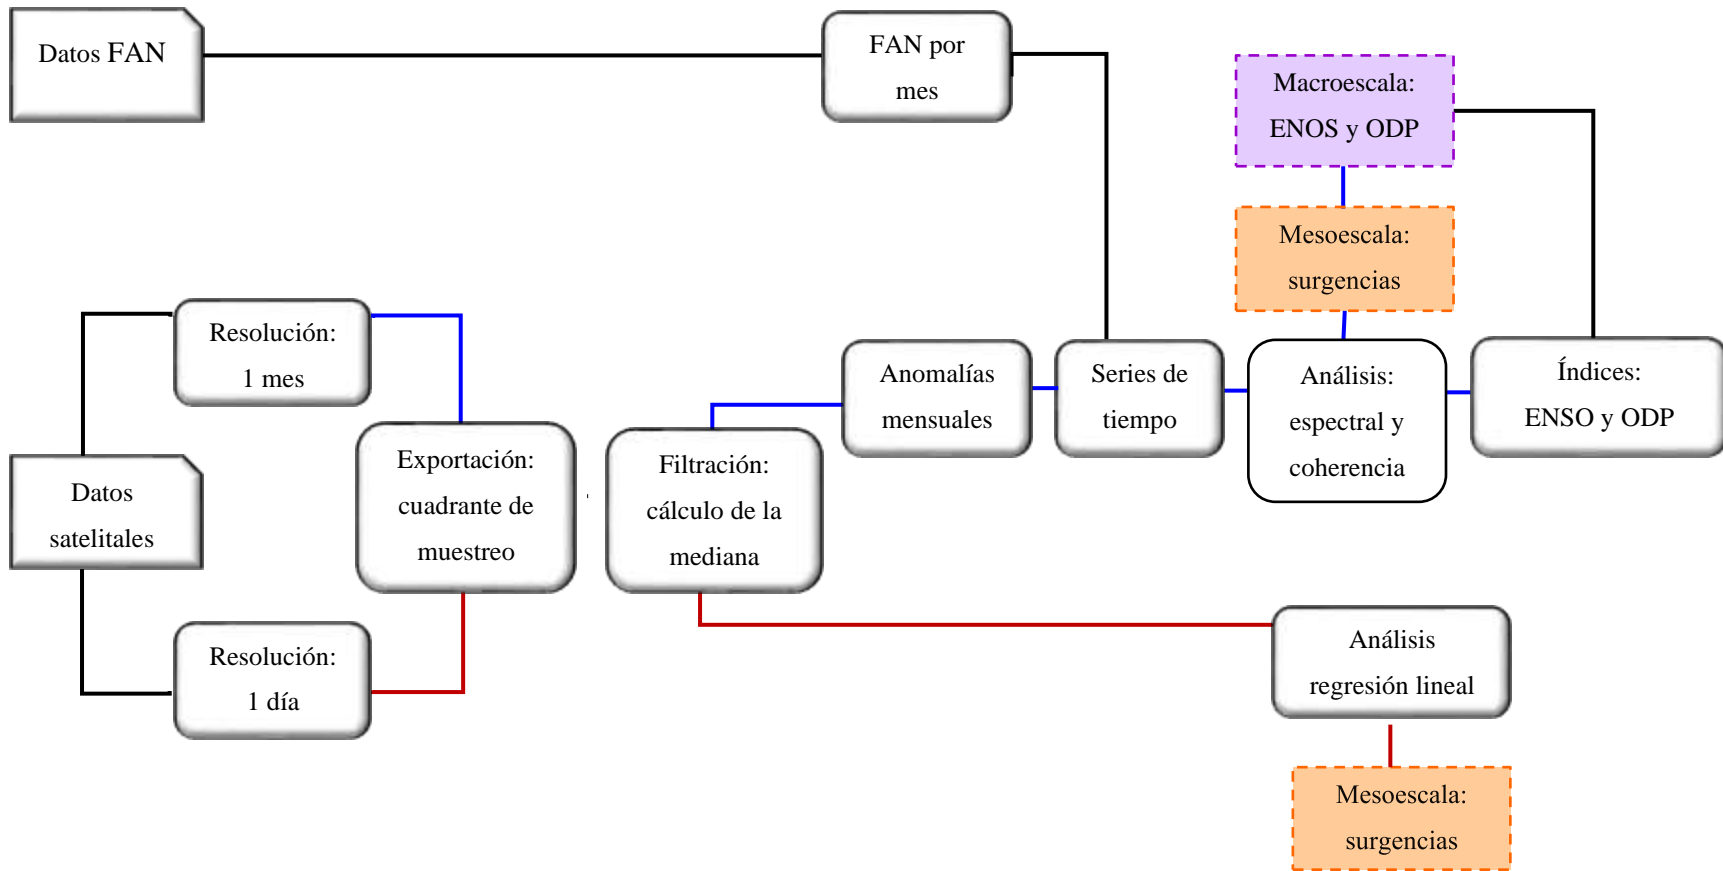 Datos FAN
FAN por
mes
Macroescala:
ENOS y ODP
Mesoescala:
surgencias
Resolución:
1 mes
Anomalías
mensuales
Series de
tiempo
Análisis:
espectral y
coherencia
Índices:
ENSO y ODP
Datos
satelitales
Exportación:
cuadrante de
muestreo
Filtración:
cálculo de la
mediana
Resolución:
1 día
Análisis
regresión lineal
Mesoescala:
surgencias